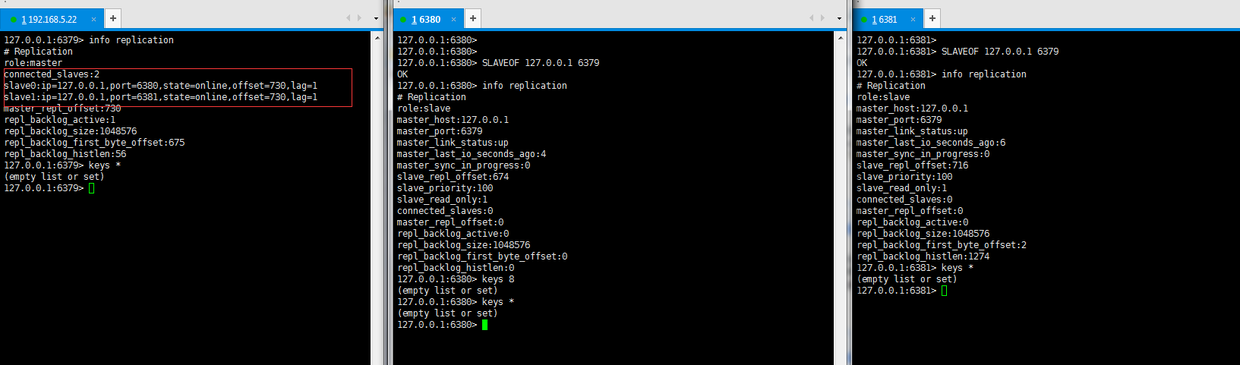 1 192.168.5.22
127.0.0.1:6379> info replication
# Replication
role:master
connected_slaves:2
slave0:ip=127.0.0.1,port=6380,state=online,offset=730,lag=1
slave1:ip=127.0.0.1,port=6381,state=online,offset=730,lag=1
master_repl_offset:730
repl_backlog_active:1
repl_backlog_size:1048576
repl_backlog_first_byte_offset:675
repl_backlog_histlen:56
127.0.0.1:6379> keys *
(empty list or set)
127.0.0.1:6379>
1 6380
127.0.0.1:6380>
127.0.0.1:6380>
127.0.0.1:6380> SLAVEOF 127.0.0.1 6379
OK
127.0.0.1:6380> info replication
# Replication
role:slave
master_host:127.0.0.1
master_port:6379
master_link_status:up
master_last_io_seconds_ago:4
master_sync_in_progress:0
slave_repl_offset:674
slave_priority:100
slave_read_only:1
connected_slaves:0
master_repl_offset:0
repl_backlog_active:0
repl_backlog_size:1048576
repl_backlog_first_byte_offset:0
repl_backlog_histlen:0
127.0.0.1:6380> keys 8
(empty list or set)
127.0.0.1:6380> keys *
(empty list or set)
127.0.0.1:6380>
1 6381
127.0.0.1:6381>
127.0.0.1:6381> SLAVEOF 127.0.0.1 6379
OK
127.0.0.1:6381> info replication
# Replication
role:slave
master_host:127.0.0.1
master_port:6379
master_link_status:up
master_last_io_seconds_ago:6
master_sync_in_progress:0
slave_repl_offset:716
slave_priority:100
slave_read_only:1
connected_slaves:0
master_repl_offset:0
repl_backlog_active:0
repl_backlog_size:1048576
repl_backlog_first_byte_offset:2
repl_backlog_histlen:1274
127.0.0.1:6381> keys *
(empty list or set)
127.0.0.1:6381>